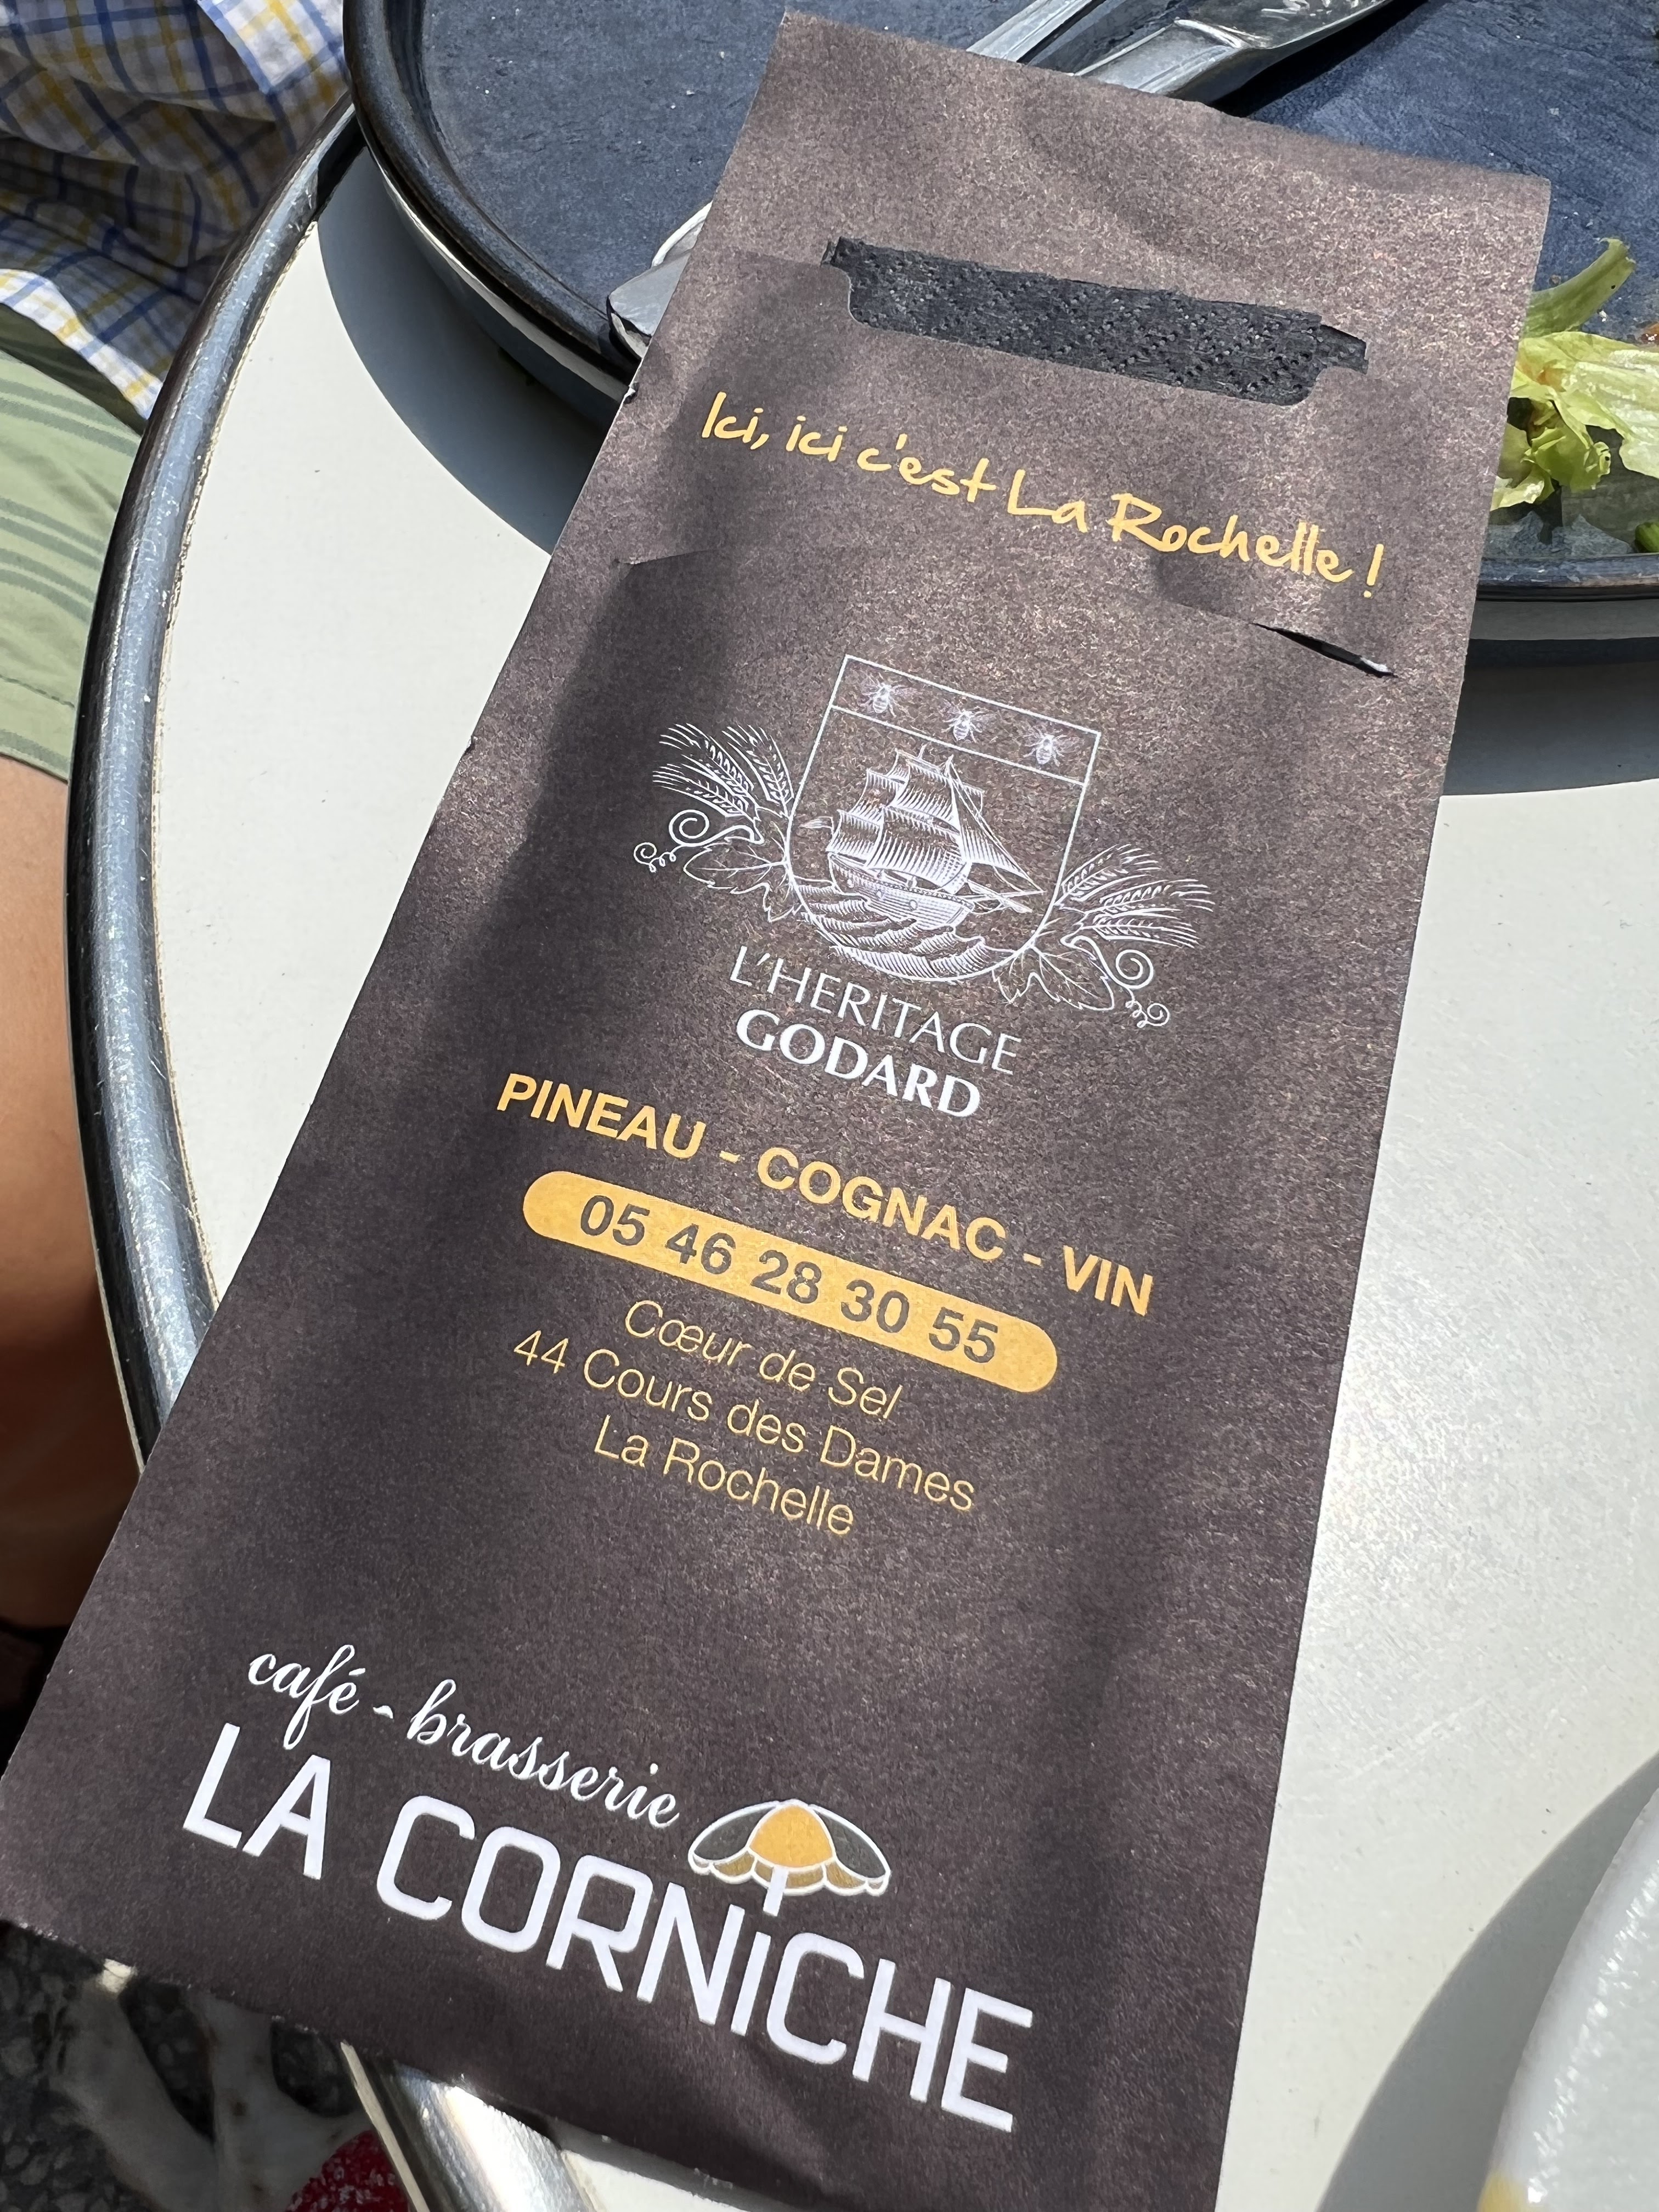 Ici, ici c'est La Rochelle !
L'HERITAGE
GODARD
PINEAU - COGNAC - VIN
05 46 28 30 55
Cœur de Sel
44 Cours des Dames
La Rochelle
café - brasserie
LA CORNiCHE